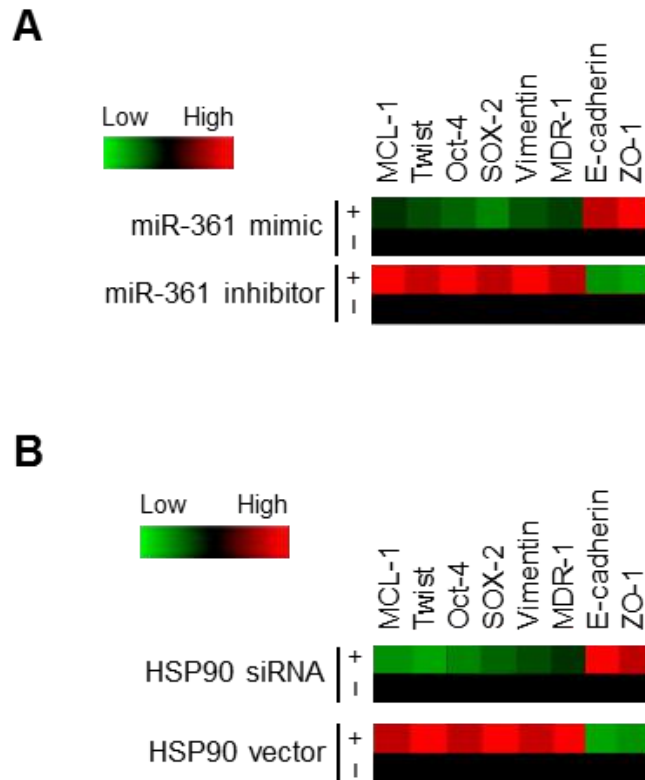 A
Low High
MCL-1
Twist
Oct-4
SOX-2
Vimentin
MDR-1
E-cadherin
ZO-1
miR-361 mimic
+
–
miR-361 inhibitor
+
–
B
Low High
MCL-1
Twist
Oct-4
SOX-2
Vimentin
MDR-1
E-cadherin
ZO-1
HSP90 siRNA
+
–
HSP90 vector
+
–